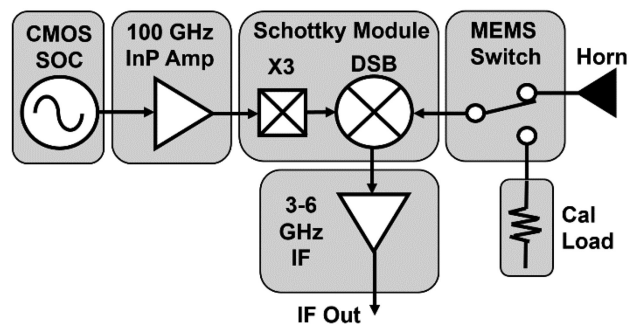 CMOS
SOC
100 GHz
InP Amp
Schottky Module
X3
DSB
MEMS
Switch
Horn
3-6
GHz
IF
Cal
Load
IF Out